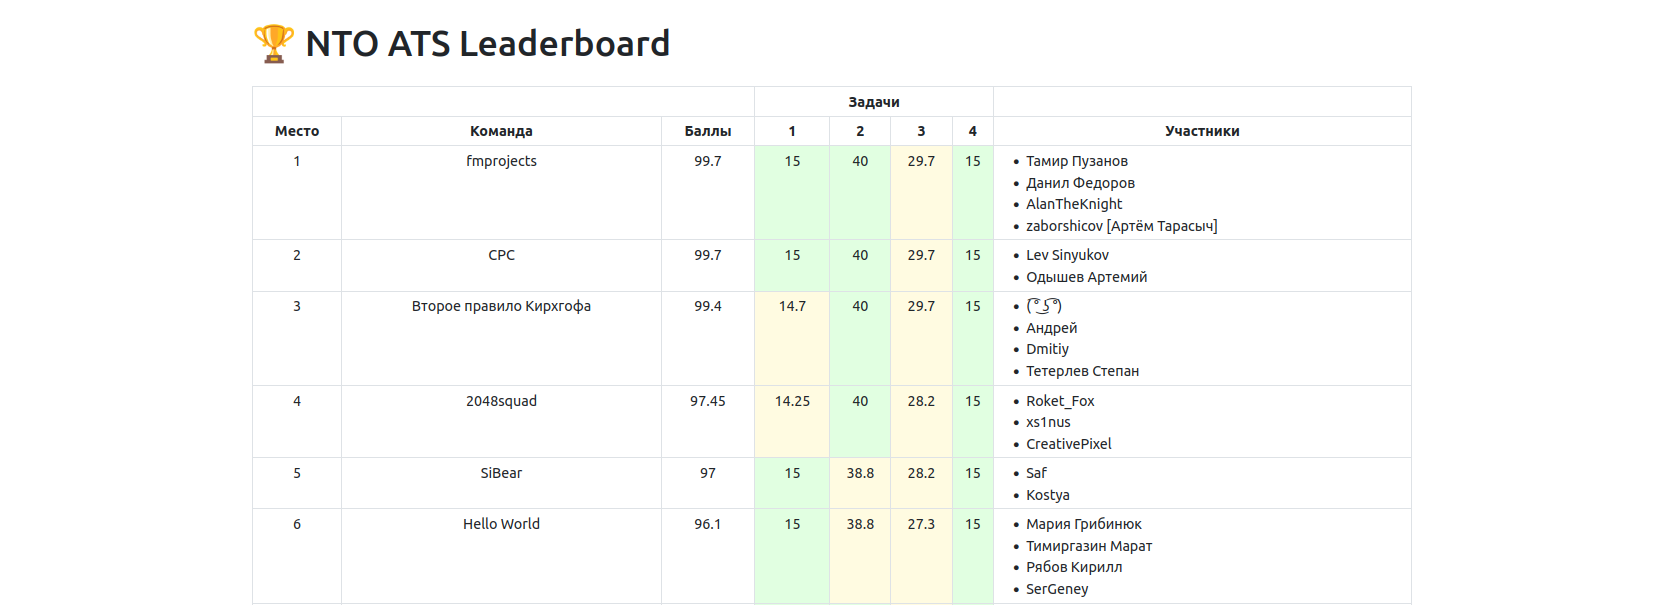 🏆 NTO ATS Leaderboard
Задачи
Место Команда Баллы 1 2 3 4 Участники
1 fmprojects 99.7 15 40 29.7 15 • Тамир Пузанов
• Данил Федоров
• AlanTheKnight
• zaborshicov [Артём Тарасыч]
2 CPC 99.7 15 40 29.7 15 • Lev Sinyukov
• Одышев Артемий
3 Второе правило Кирхгофа 99.4 14.7 40 29.7 15 • ( ͡° ͜ʖ ͡°)
• Андрей
• Dmitiy
• Тетерлев Степан
4 2048squad 97.45 14.25 40 28.2 15 • Roket_Fox
• xs1nus
• CreativePixel
5 SiBear 97 15 38.8 28.2 15 • Saf
• Kostya
6 Hello World 96.1 15 38.8 27.3 15 • Мария Грибинюк
• Тимиргазин Марат
• Рябов Кирилл
• SerGeney